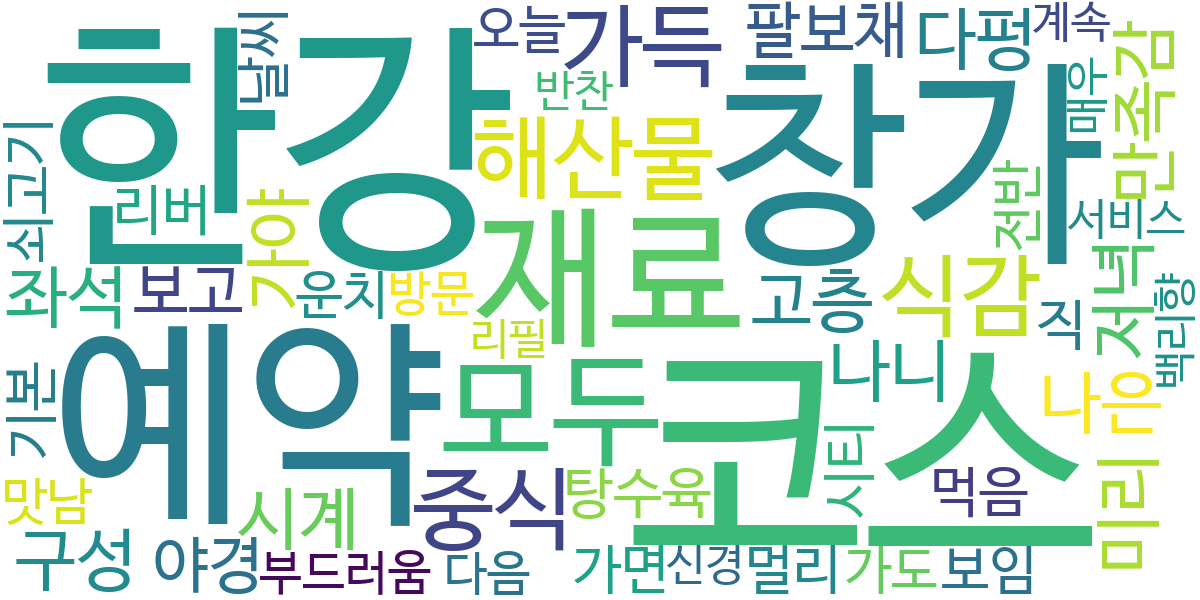 한강
창가
예약
코스
재료
모두
해산물
가득
팔보채
다평
계속
오늘
날씨
반찬
만족감
매우
전반
서비스
쇠고기
리버
가야
좌석
보고
운치
방문
고층
식감
직
저녁
백리향
리필
나니
나이
기본
맛남
시계
중식
탕수육
시티
먹음
미리
구성
야경
부드러움
다음
가면
신경
멀리
가도
보임